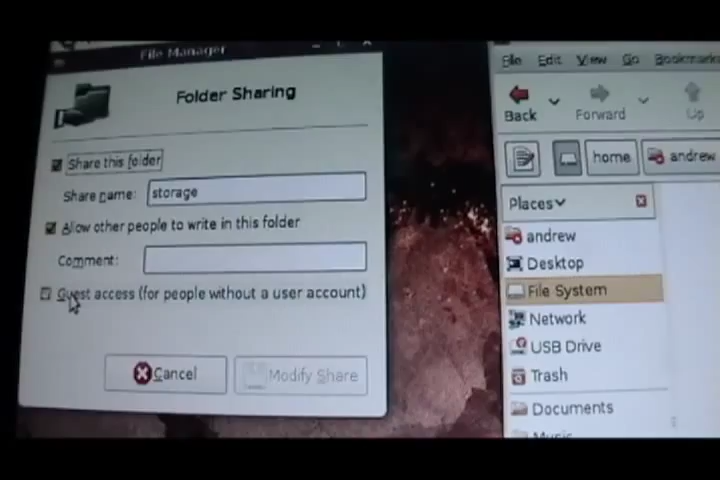 File Manager
Folder Sharing
Share this folder
Share name: storage
Allow other people to write in this folder
Comment:
Guest access (for people without a user account)
Cancel
Modify Share
File Edit View Go Bookmarks
Back Forward Up
home andrew
Places
andrew
Desktop
File System
Network
USB Drive
Trash
Documents
Music